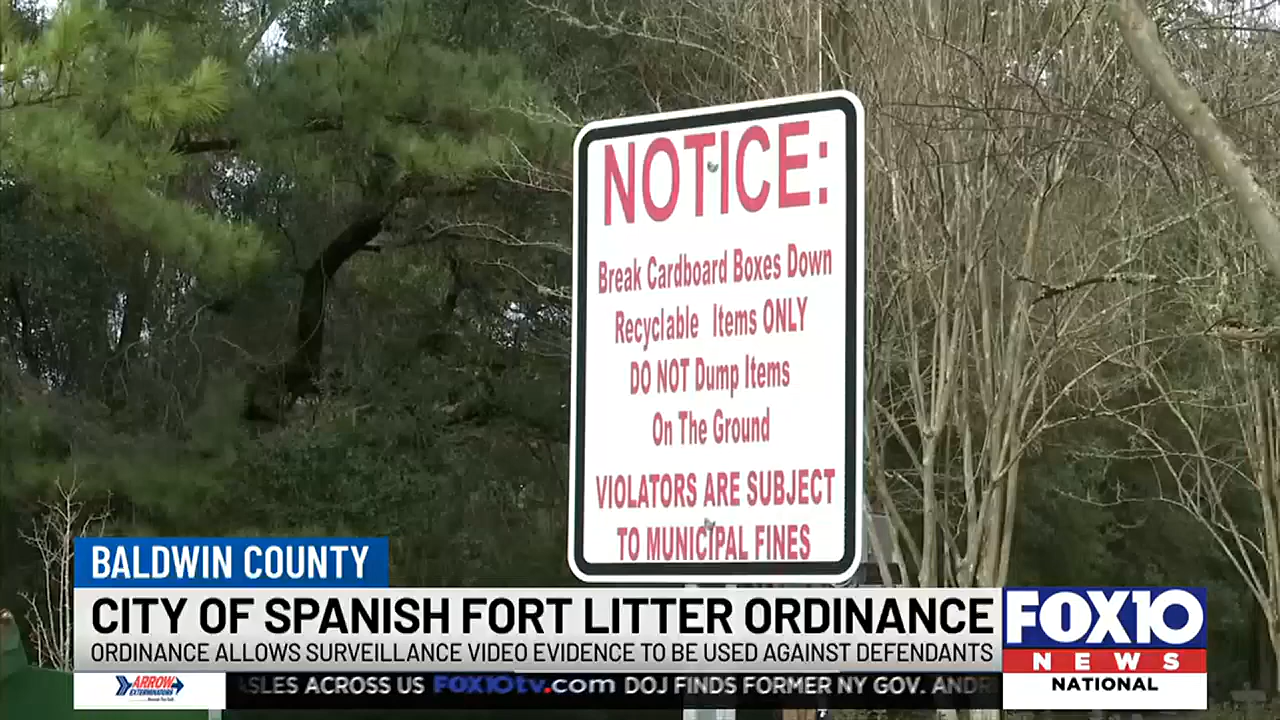 NOTICE:
Break Cardboard Boxes Down
Recyclable Items ONLY
DO NOT Dump Items
On The Ground
VIOLATORS ARE SUBJECT
TO MUNICIPAL FINES
BALDWIN COUNTY
CITY OF SPANISH FORT LITTER ORDINANCE
ORDINANCE ALLOWS SURVEILLANCE VIDEO EVIDENCE TO BE USED AGAINST DEFENDANTS
FOX10
NEWS
NATIONAL
ARROW
EXTERMINATORS
ASLES ACROSS US FOX10tv.com DOJ FINDS FORMER NY GOV. ANDR